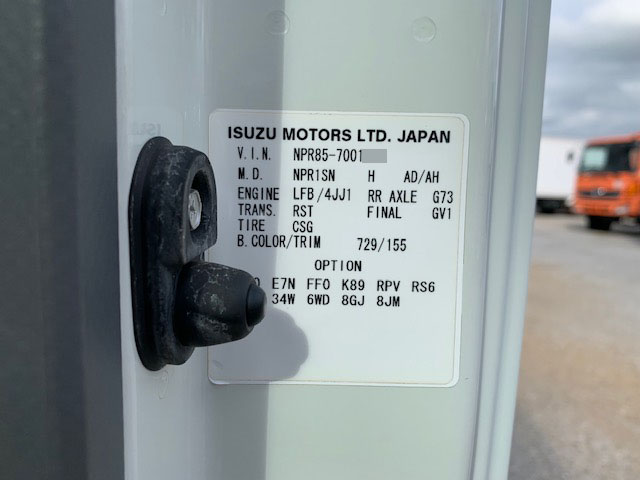 ISUZU MOTORS LTD. JAPAN
V.I.N. NPR85-7001
M.D. NPR1SN H AD/AH
ENGINE LFB/4JJ1 RR AXLE G73
TRANS. RST FINAL GV1
TIRE CSG
B.COLOR/TRIM 729/155
OPTION
E7N FF0 K89 RPV RS6
34W 6WD 8GJ 8JM